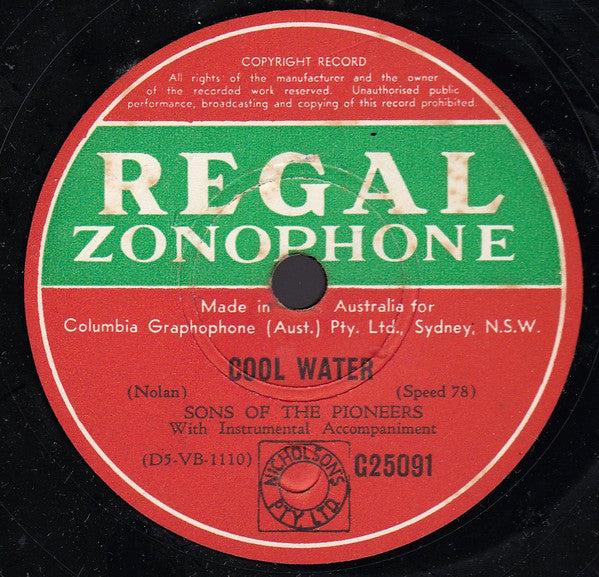 COPYRIGHT RECORD
All rights of the manufacturer and the owner
of the recorded work reserved. Unauthorised public
performance, broadcasting and copying of this record prohibited.
REGAL
ZONOPHONE
Made in Australia for
Columbia Graphophone (Aust.) Pty. Ltd., Sydney, N.S.W.
COOL WATER
(Nolan) (Speed 78)
SONS OF THE PIONEERS
With Instrumental Accompaniment
(D5-VB-1110) G25091
NICHOLSON'S
PTY LTD